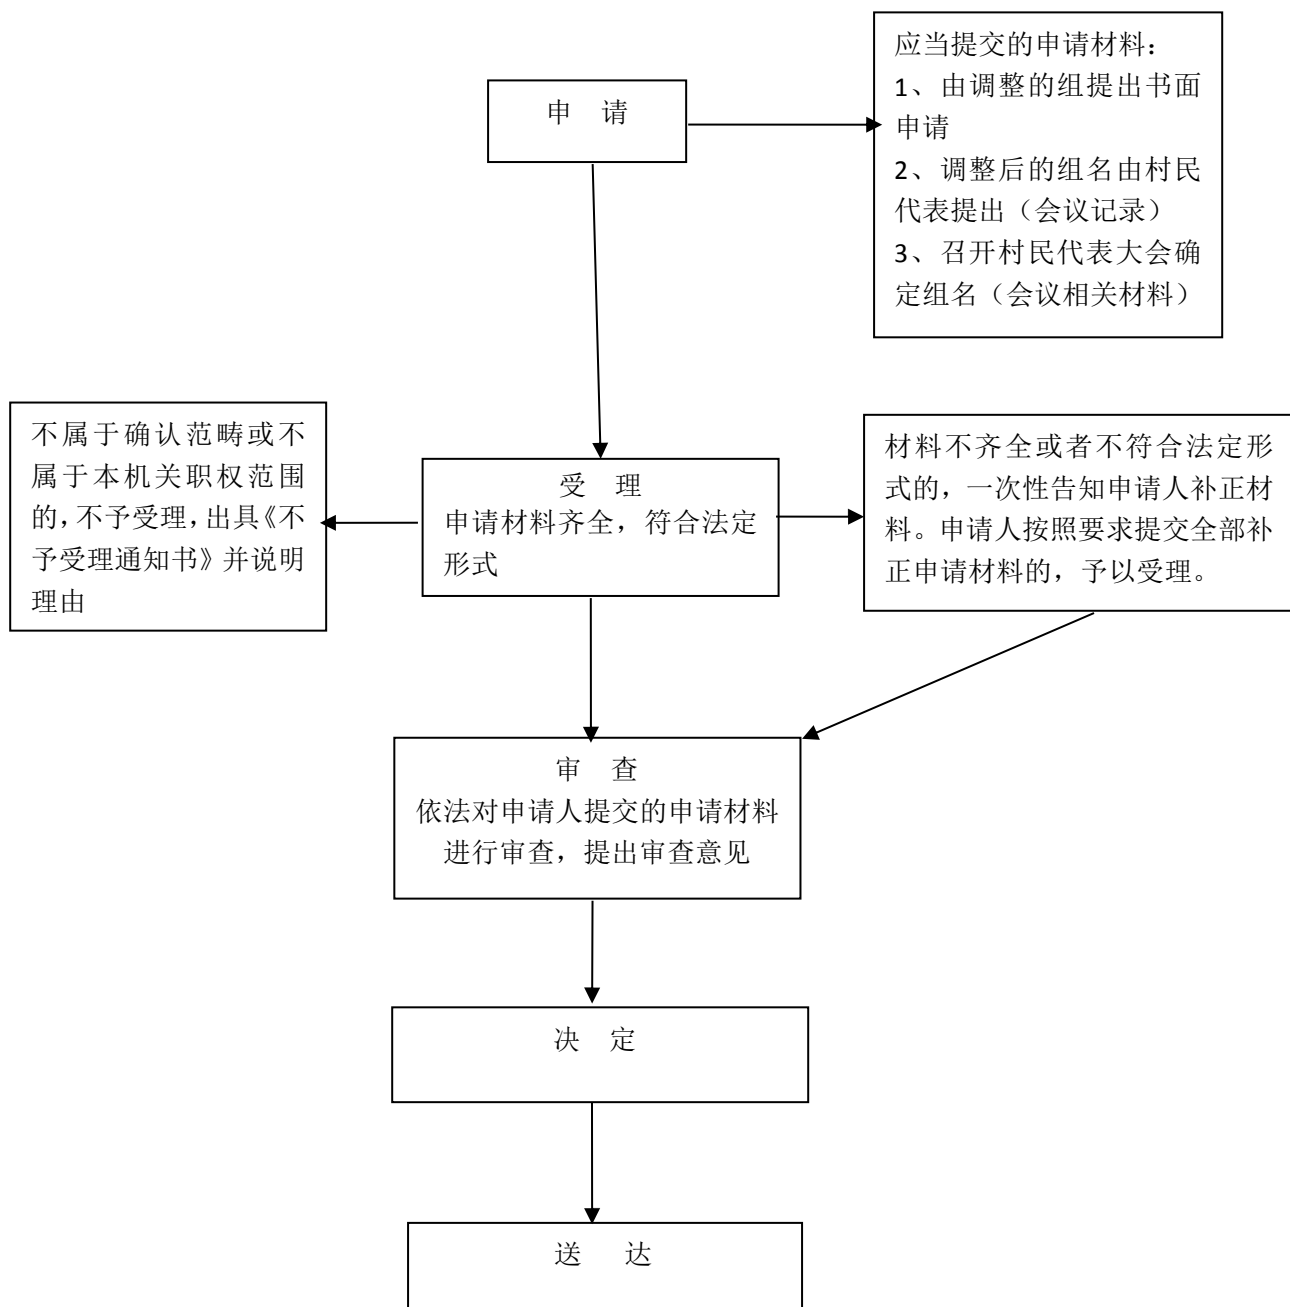 申 请
应当提交的申请材料：
1、由调整的组提出书面
申请
2、调整后的组名由村民
代表提出（会议记录）
3、召开村民代表大会确
定组名（会议相关材料）
不属于确认范畴或不
属于本机关职权范围
的，不予受理，出具《不
予受理通知书》并说明
理由
受 理
申请材料齐全，符合法定
形式
材料不齐全或者不符合法定形
式的，一次性告知申请人补正材
料。申请人按照要求提交全部补
正申请材料的，予以受理。
审 查
依法对申请人提交的申请材料
进行审查，提出审查意见
决 定
送 达